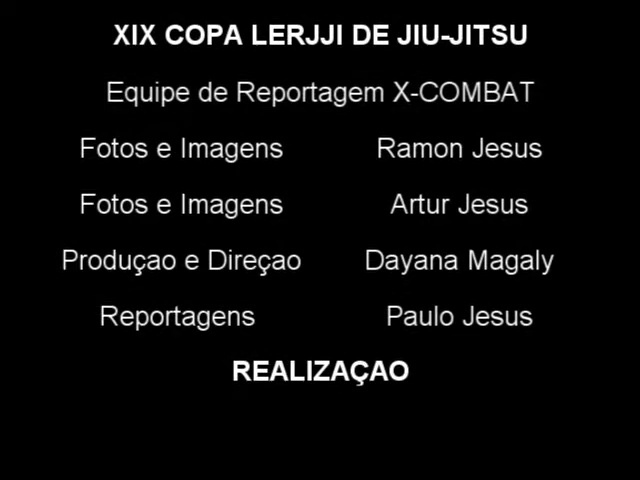 XIX COPA LERJJI DE JIU-JITSU
Equipe de Reportagem X-COMBAT
Fotos e Imagens Ramon Jesus
Fotos e Imagens Artur Jesus
Produçao e Direçao Dayana Magaly
Reportagens Paulo Jesus
REALIZAÇAO